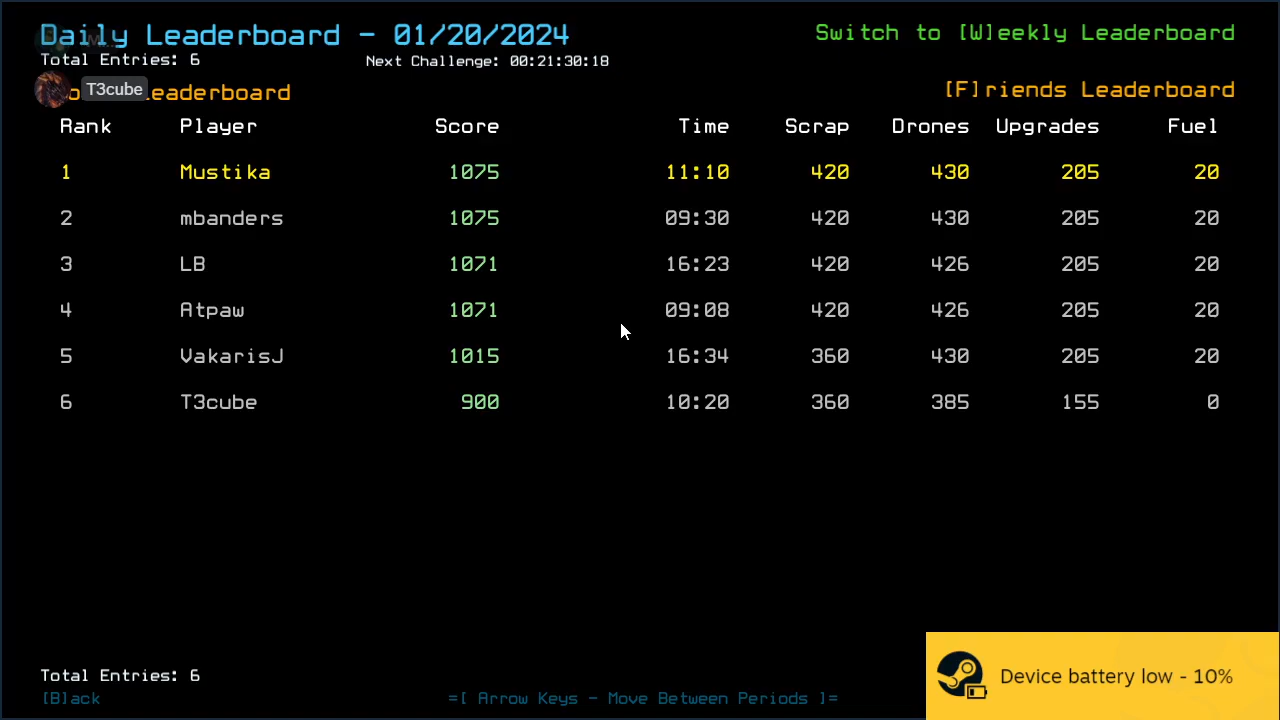 Daily Leaderboard - 01/20/2024
Switch to [W]eekly Leaderboard
Total Entries: 6
Next Challenge: 00:21:30:18
T3cube
Leaderboard
[F]riends Leaderboard
Rank Player Score Time Scrap Drones Upgrades Fuel
1 Mustika 1075 11:10 420 430 205 20
2 mbanders 1075 09:30 420 430 205 20
3 LB 1071 16:23 420 426 205 20
4 Atpaw 1071 09:08 420 426 205 20
5 VakarisJ 1015 16:34 360 430 205 20
6 T3cube 900 10:20 360 385 155 0
Total Entries: 6
[B]ack
=[ Arrow Keys - Move Between Periods ]=
Device battery low - 10%